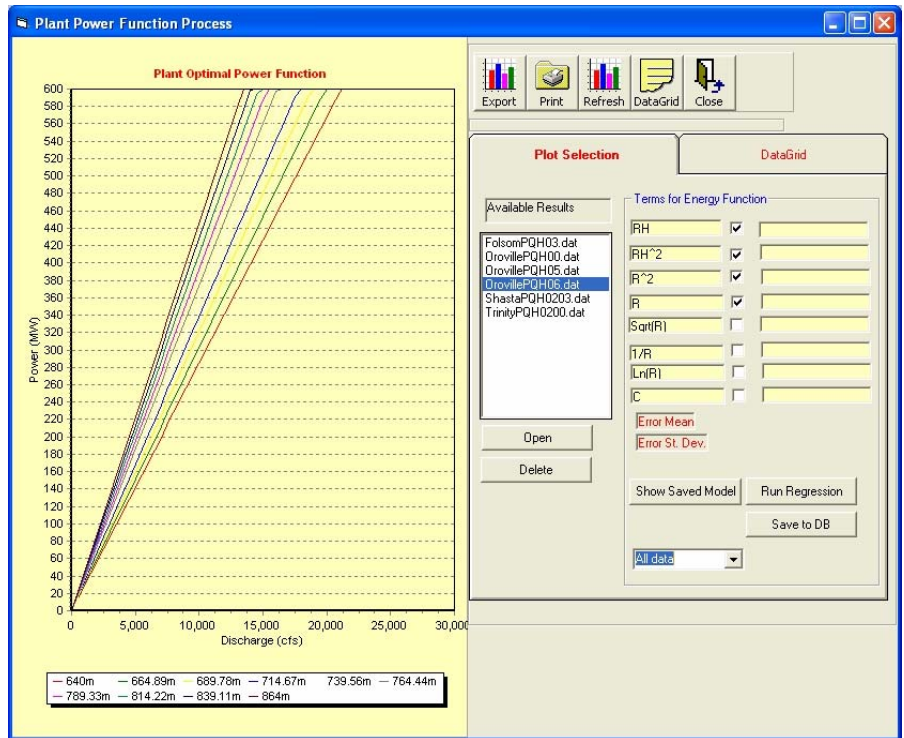 Plant Power Function Process
Plant Optimal Power Function
600
580
560
540
520
500
480
460
440
420
400
380
360
340
320
300
280
260
240
220
200
180
160
140
120
100
80
60
40
20
0
Power (MW)
0 5,000 10,000 15,000 20,000 25,000 30,000
Discharge (cfs)
640m 664.89m 689.78m 714.67m 739.56m 764.44m
789.33m 814.22m 839.11m 864m
Export Print Refresh DataGrid Close
Plot Selection DataGrid
Available Results
FolsomPQH03.dat
OrovillePQH00.dat
OrovillePQH05.dat
OrovillePQH06.dat
ShastaPQH0203.dat
TrinityPQH0200.dat
Open
Delete
Terms for Energy Function
RH
RH^2
R^2
R
Sqrt(R)
1/R
Ln(R)
C
Error Mean
Error St. Dev.
Show Saved Model Run Regression
Save to DB
All data